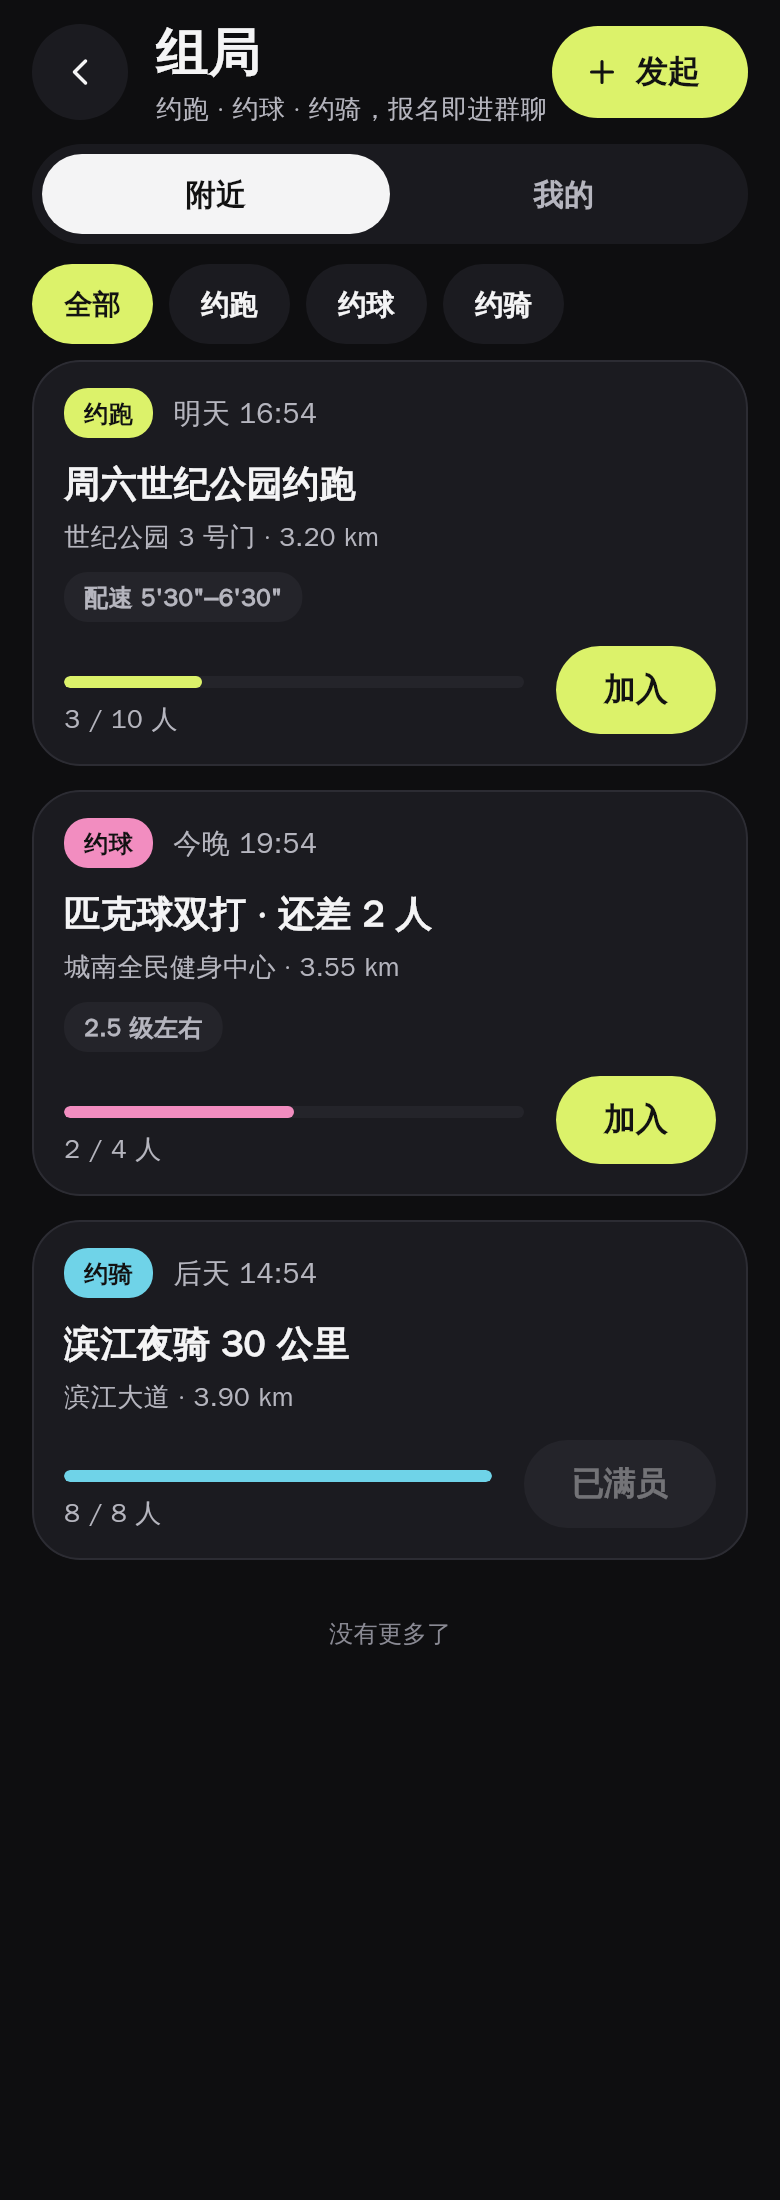 组局
约跑 · 约球 · 约骑，报名即进群聊
发起
附近
我的
全部
约跑
约球
约骑
约跑 明天 16:54
周六世纪公园约跑
世纪公园 3 号门 · 3.20 km
配速 5'30"–6'30"
3 / 10 人
加入
约球 今晚 19:54
匹克球双打 · 还差 2 人
城南全民健身中心 · 3.55 km
2.5 级左右
2 / 4 人
加入
约骑 后天 14:54
滨江夜骑 30 公里
滨江大道 · 3.90 km
8 / 8 人
已满员
没有更多了